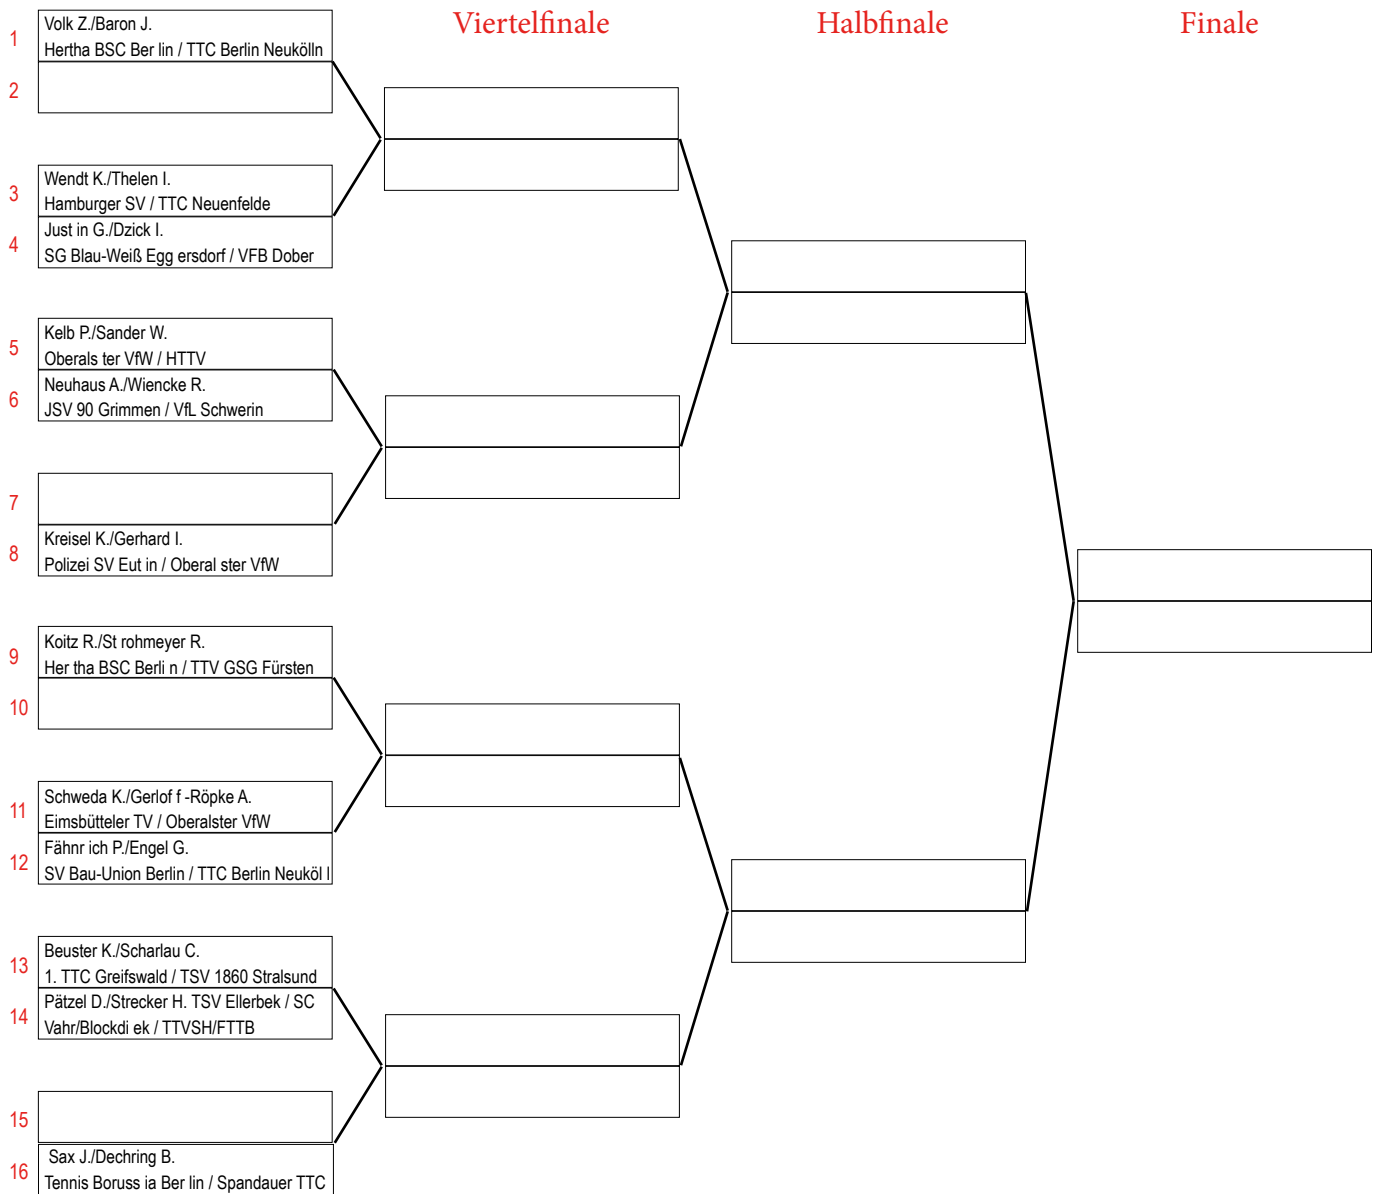 Viertelfinale
Halbfinale
Finale
1
Volk Z./Baron J.
Hertha BSC Ber lin / TTC Berlin Neukölln
2
3
Wendt K./Thelen I.
Hamburger SV / TTC Neuenfelde
4
Just in G./Dzick I.
SG Blau-Weiß Egg ersdorf / VFB Dober
5
Kelb P./Sander W.
Oberals ter VfW / HTTV
6
Neuhaus A./Wiencke R.
JSV 90 Grimmen / VfL Schwerin
7
8
Kreisel K./Gerhard I.
Polizei SV Eut in / Oberal ster VfW
9
Koitz R./St rohmeyer R.
Her tha BSC Berli n / TTV GSG Fürsten
10
11
Schweda K./Gerlof f -Röpke A.
Eimsbütteler TV / Oberalster VfW
12
Fähnr ich P./Engel G.
SV Bau-Union Berlin / TTC Berlin Neuköl l
13
Beuster K./Scharlau C.
1. TTC Greifswald / TSV 1860 Stralsund
14
Pätzel D./Strecker H. TSV Ellerbek / SC
Vahr/Blockdi ek / TTVSH/FTTB
15
16
Sax J./Dechring B.
Tennis Boruss ia Ber lin / Spandauer TTC